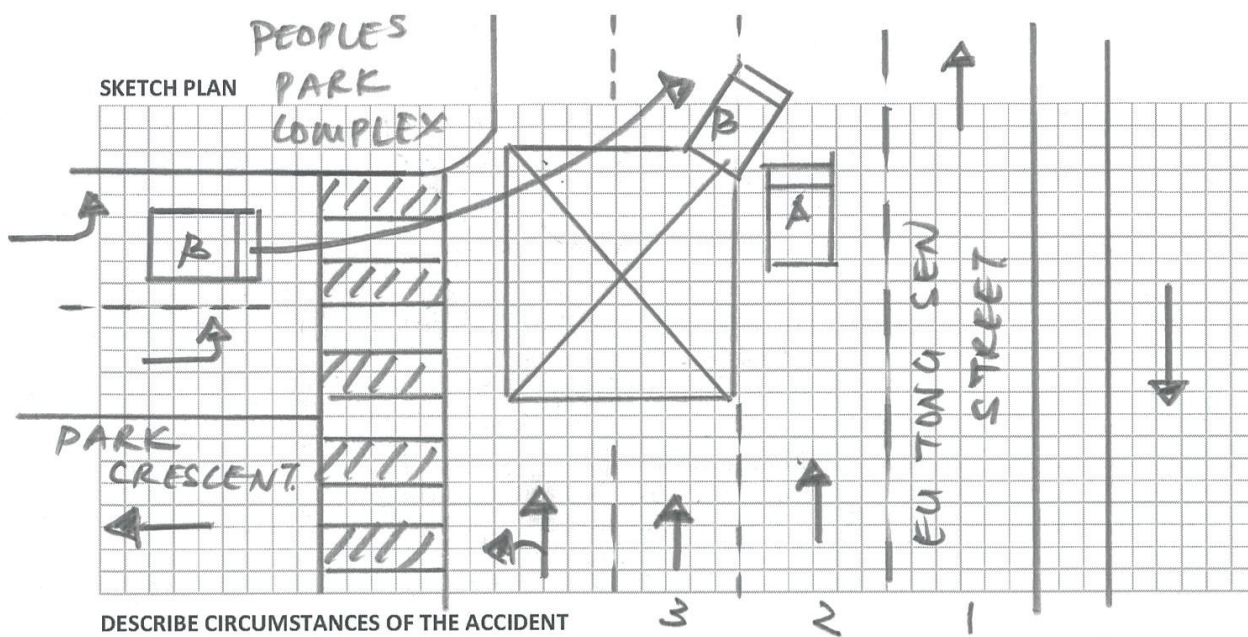 PEOPLES
PARK
COMPLEX
SKETCH PLAN
B
B
A
PARK
CRESCENT.
EU TONG SEN
STREET
3 2 1
DESCRIBE CIRCUMSTANCES OF THE ACCIDENT